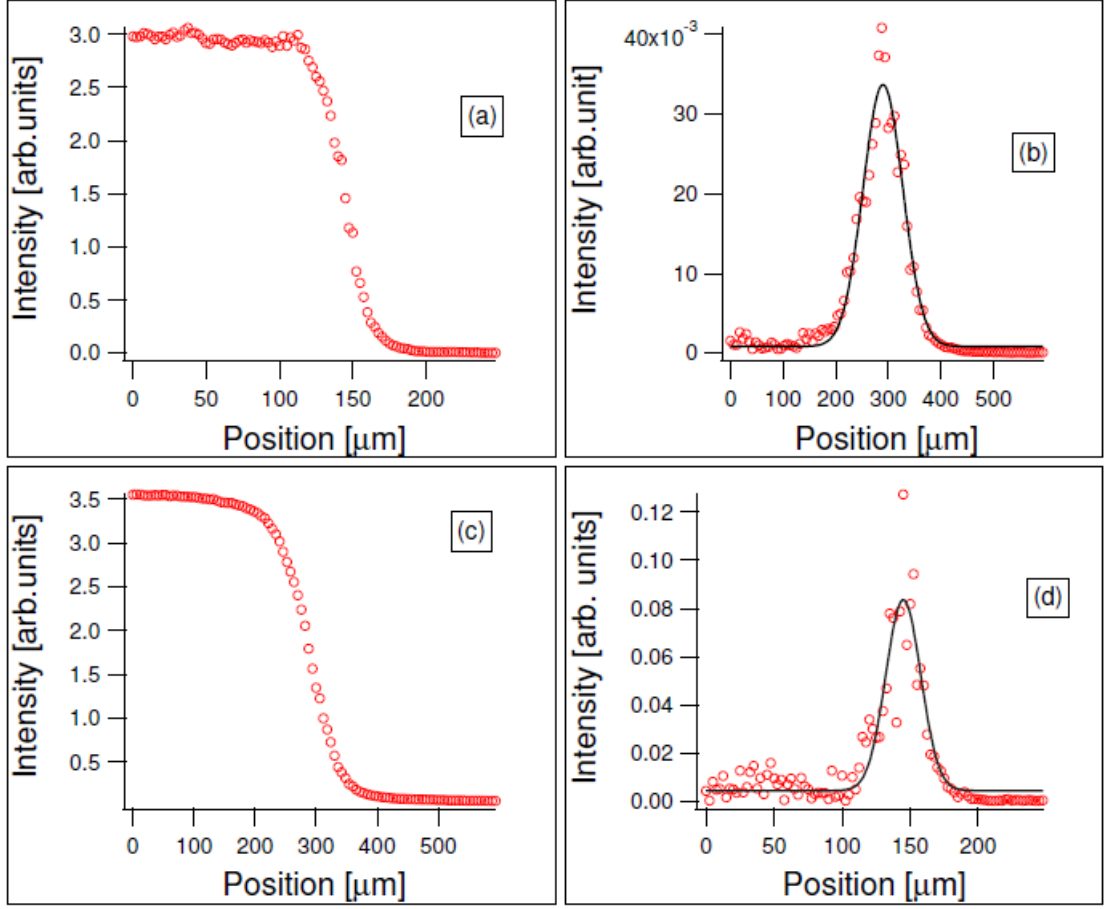 Intensity [arb.units]
3.0
2.5
2.0
1.5
1.0
0.5
0.0
(a)
0 50 100 150 200
Position [μm]
Intensity [arb.unit]
40x10⁻³
30
20
10
0
(b)
0 100 200 300 400 500
Position [μm]
Intensity [arb.units]
3.5
3.0
2.5
2.0
1.5
1.0
0.5
(c)
0 100 200 300 400 500
Position [μm]
Intensity [arb. units]
0.12
0.10
0.08
0.06
0.04
0.02
0.00
(d)
0 50 100 150 200
Position [μm]